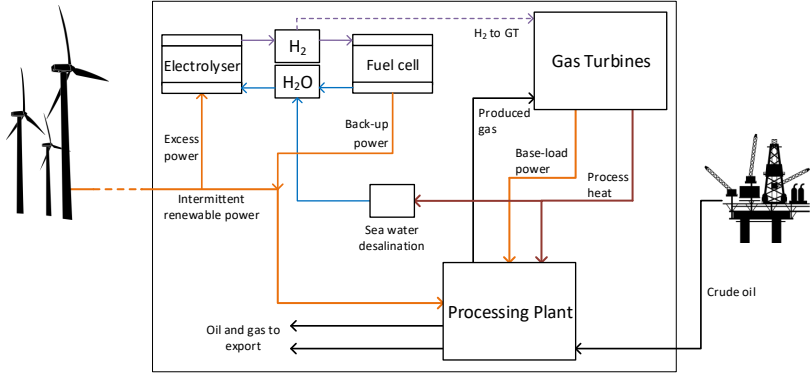 H2
H2 to GT
Electrolyser
Fuel cell
Gas Turbines
H2O
Produced
gas
Excess
power
Back-up
power
Base-load
power
Process
heat
Intermittent
renewable power
Sea water
desalination
Crude oil
Processing Plant
Oil and gas to
export